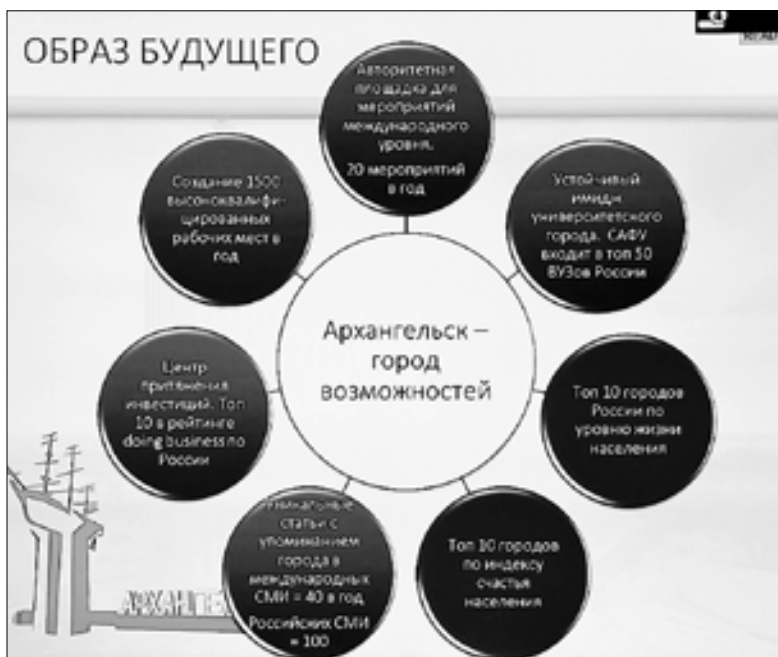 ОБРАЗ БУДУЩЕГО
Авторитетная
площадка для
мероприятий
международного
уровня.
20 мероприятий
в год
Устойчивый
имидж
университетского
города. САФУ
входит в топ 50
ВУЗов России
Топ 10 городов
России по
уровню жизни
населения
Топ 10 городов
по индексу
счастья
населения
Уникальные
статьи с
упоминанием
города в
международных
СМИ = 40 в год
Российских СМИ
= 100
Центр
притяжения
инвестиций. Топ
10 в рейтинге
doing business по
России
Создание 1500
высококвалифи-
цированных
рабочих мест в
год
Архангельск –
город
возможностей